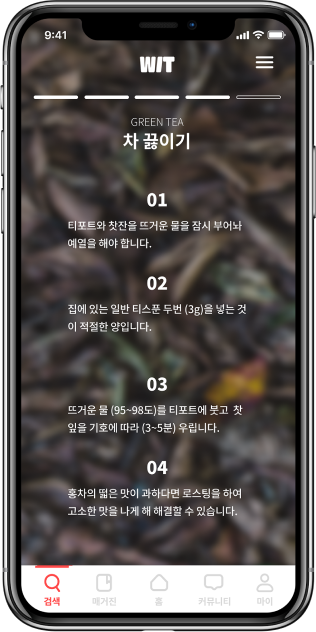 9:41
WIT
GREEN TEA
차 끓이기
01
티포트와 찻잔을 뜨거운 물을 잠시 부어놔
예열을 해야 합니다.
02
집에 있는 일반 티스푼 두번 (3g)을 넣는 것
이 적절한 양입니다.
03
뜨거운 물 (95~98도)를 티포트에 붓고 찻
잎을 기호에 따라 (3~5분) 우립니다.
04
홍차의 떫은 맛이 과하다면 로스팅을 하여
고소한 맛을 나게 해 해결할 수 있습니다.
검색 매거진 홈 커뮤니티 마이